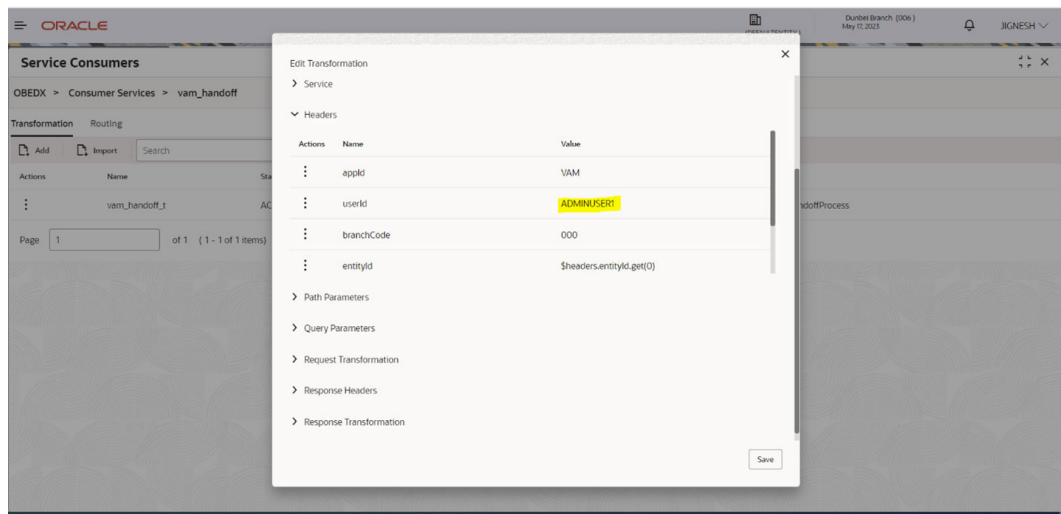 ORACLE
Dunbei Branch (006)
May 17, 2023
JIGNESH
Service Consumers
OBEDX > Consumer Services > vam_handoff
Transformation Routing
Add Import Search
Actions Name Sta
vam_handoff_t AC ndoffProcess
Page 1 of 1 (1 - 1 of 1 items)
Edit Transformation
Service
Headers
Actions Name Value
appId VAM
userId ADMINUSER1
branchCode 000
entityId $headers.entityId.get(0)
Path Parameters
Query Parameters
Request Transformation
Response Headers
Response Transformation
Save